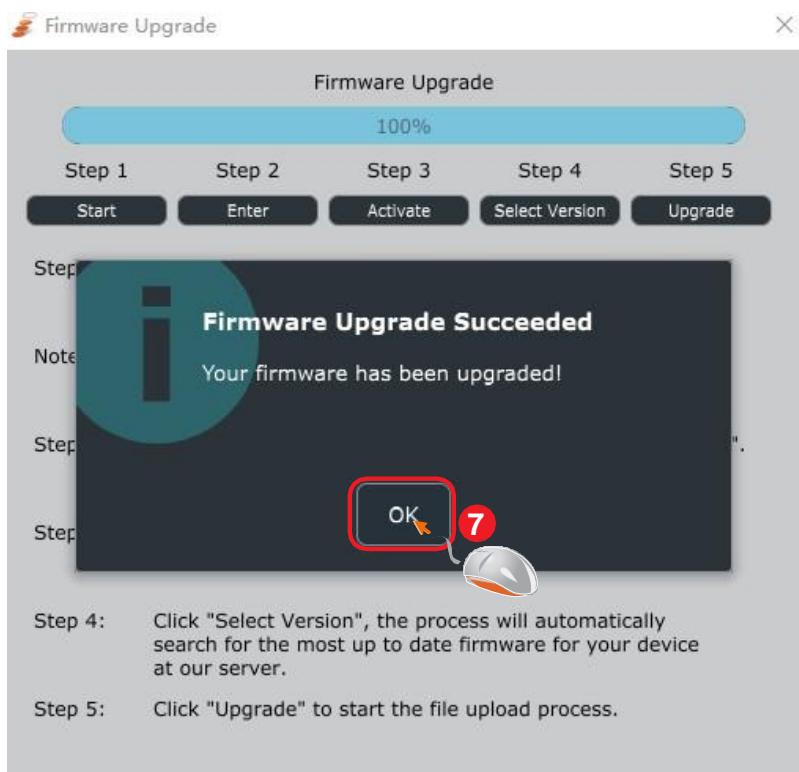 Firmware Upgrade
Firmware Upgrade
100%
Step 1 Step 2 Step 3 Step 4 Step 5
Start Enter Activate Select Version Upgrade
Step
Firmware Upgrade Succeeded
Note
Your firmware has been upgraded!
Step ".
OK 7
Step
Step 4: Click "Select Version", the process will automatically
search for the most up to date firmware for your device
at our server.
Step 5: Click "Upgrade" to start the file upload process.